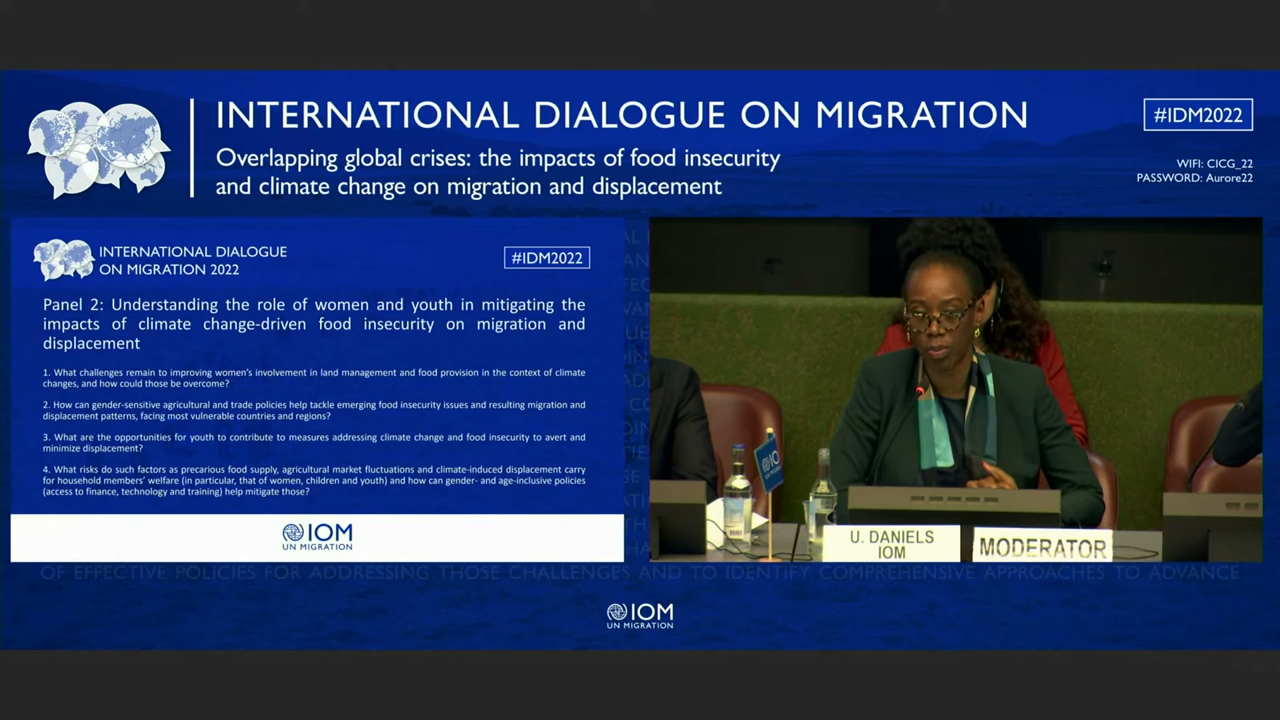 INTERNATIONAL DIALOGUE ON MIGRATION
Overlapping global crises: the impacts of food insecurity
and climate change on migration and displacement
#IDM2022
WIFI: CICG_22
PASSWORD: Aurore22
INTERNATIONAL DIALOGUE
ON MIGRATION 2022
#IDM2022
Panel 2: Understanding the role of women and youth in mitigating the
impacts of climate change-driven food insecurity on migration and
displacement
1. What challenges remain to improving women's involvement in land management and food provision in the context of climate
changes, and how could those be overcome?
2. How can gender-sensitive agricultural and trade policies help tackle emerging food insecurity issues and resulting migration and
displacement patterns, facing most vulnerable countries and regions?
3. What are the opportunities for youth to contribute to measures addressing climate change and food insecurity to avert and
minimize displacement?
4. What risks do such factors as precarious food supply, agricultural market fluctuations and climate-induced displacement carry
for household members' welfare (in particular, that of women, children and youth) and how can gender- and age-inclusive policies
(access to finance, technology and training) help mitigate those?
IOM
UN MIGRATION
U. DANIELS
IOM
MODERATOR
OF EFFECTIVE POLICIES FOR ADDRESSING THOSE CHALLENGES AND TO IDENTIFY COMPREHENSIVE APPROACHES TO ADVANCE
IOM
UN MIGRATION